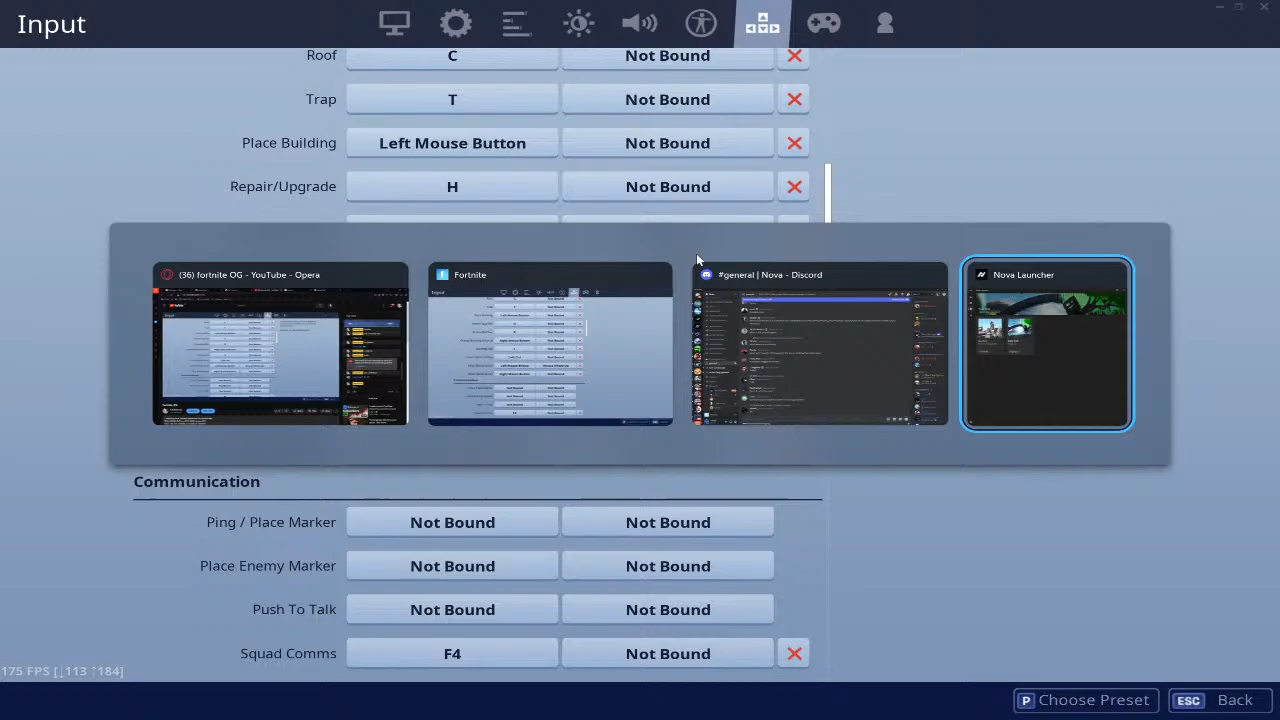 Input
Roof C Not Bound
Trap T Not Bound
Place Building Left Mouse Button Not Bound
Repair/Upgrade H Not Bound
(36) fortnite OG - YouTube - Opera
Fortnite
#general | Nova - Discord
Nova Launcher
Communication
Ping / Place Marker Not Bound Not Bound
Place Enemy Marker Not Bound Not Bound
Push To Talk Not Bound Not Bound
Squad Comms F4 Not Bound
175 FPS [↓113 ↑184]
P Choose Preset ESC Back